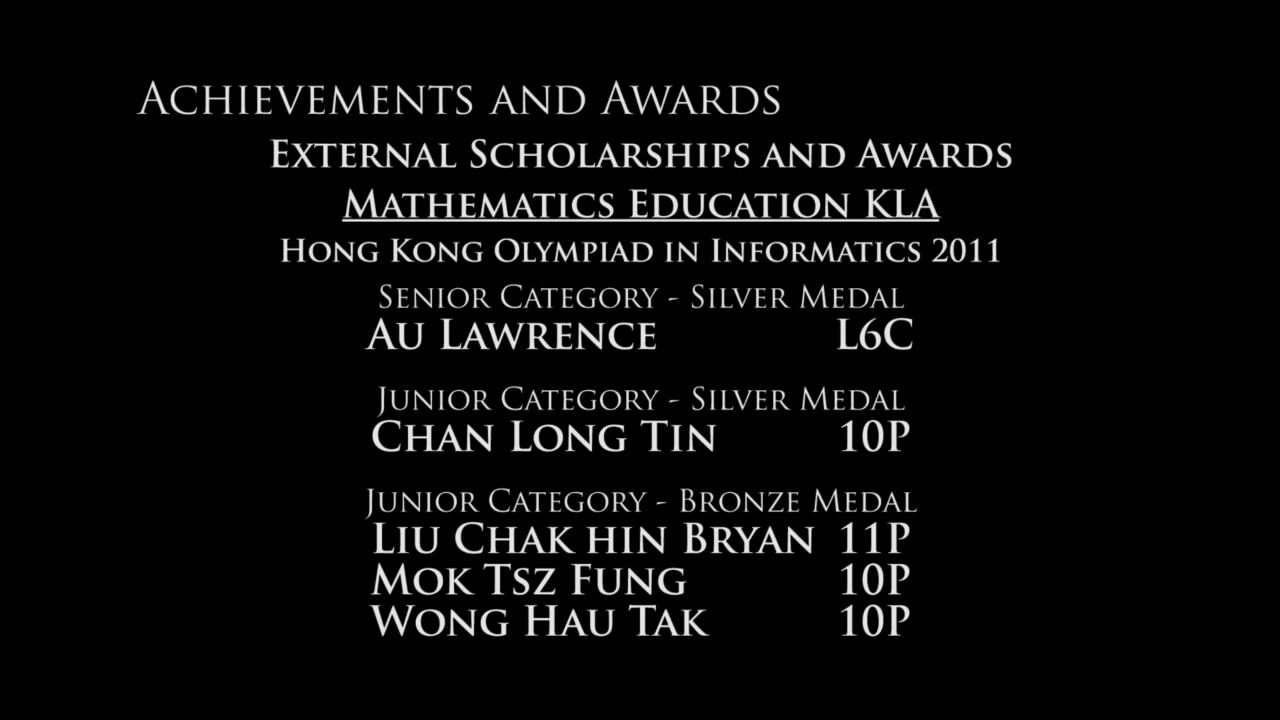 Achievements and Awards
External Scholarships and Awards
Mathematics Education KLA
Hong Kong Olympiad in Informatics 2011
Senior Category - Silver Medal
Au Lawrence L6C
Junior Category - Silver Medal
Chan Long Tin 10P
Junior Category - Bronze Medal
Liu Chak hin Bryan 11P
Mok Tsz Fung 10P
Wong Hau Tak 10P